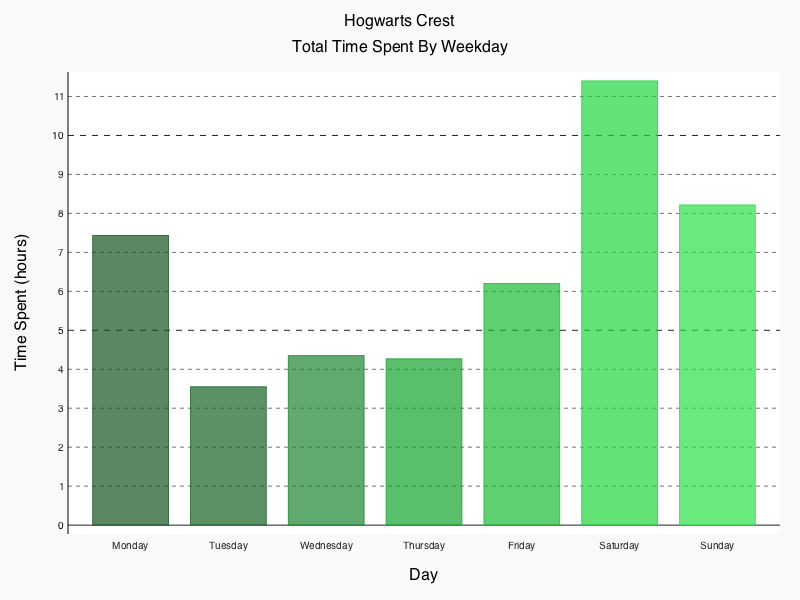 Hogwarts Crest
Total Time Spent By Weekday
11
10
9
8
7
6
5
4
3
2
1
0
Time Spent (hours)
Monday Tuesday Wednesday Thursday Friday Saturday Sunday
Day